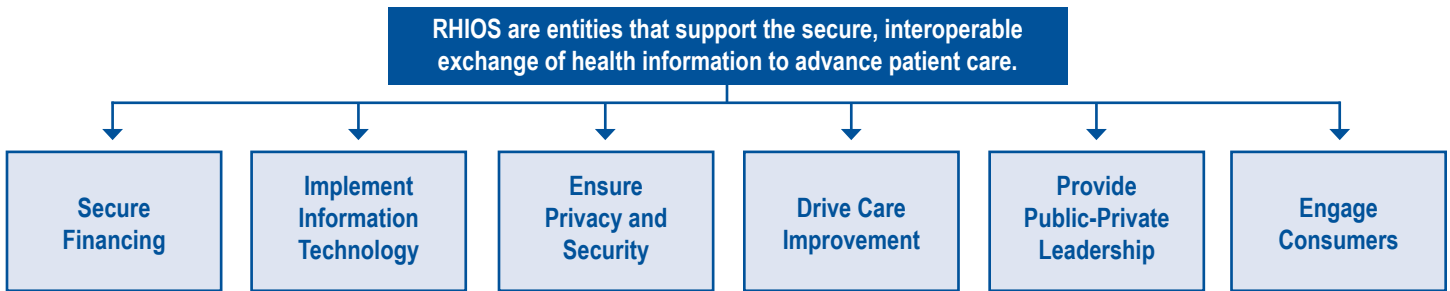 RHIOS are entities that support the secure, interoperable
exchange of health information to advance patient care.
Secure
Financing
Implement
Information
Technology
Ensure
Privacy and
Security
Drive Care
Improvement
Provide
Public-Private
Leadership
Engage
Consumers